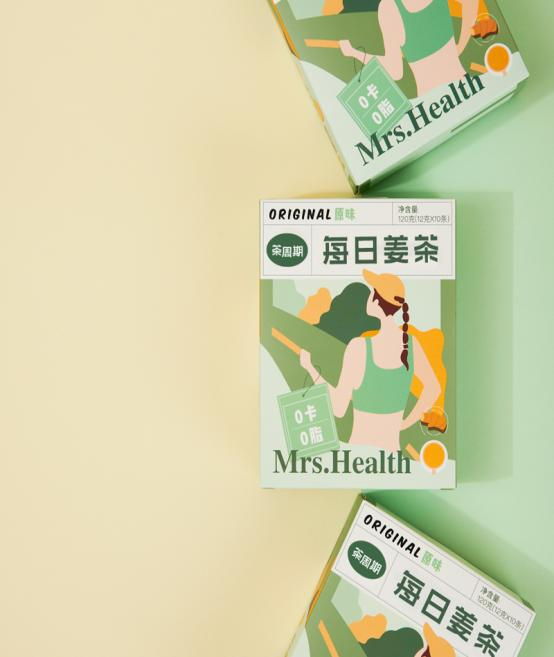 0卡
0脂
Mrs.Health
ORIGINAL 原味
净含量
120克(12克X10条)
茶周期
每日姜茶
0卡
0脂
Mrs.Health
ORIGINAL 原味
净含量
120克(12克X10条)
茶周期
每日姜茶